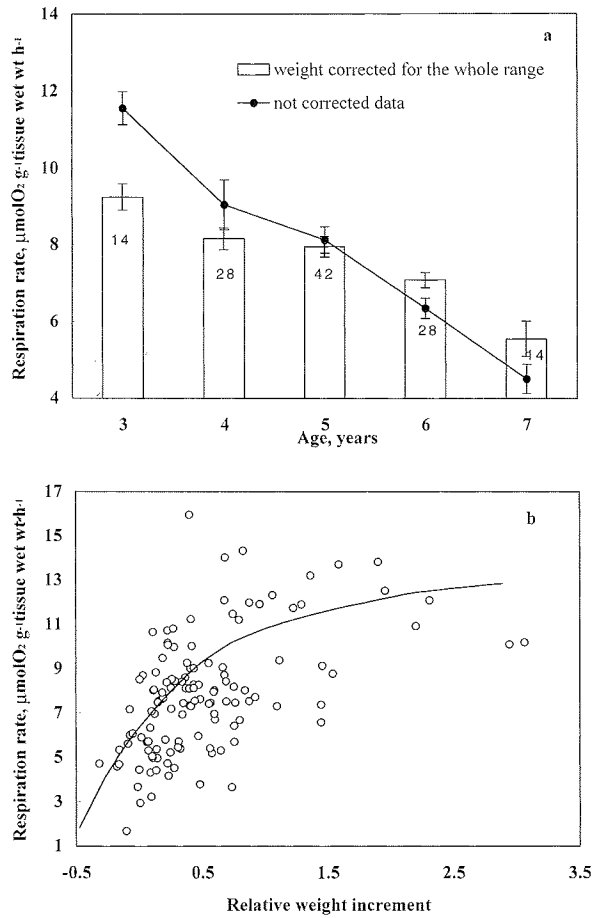 14
a
weight corrected for the whole range
not corrected data
12
10
8
6
4
Respiration rate, μmolO₂ g⁻¹tissue wet wt h⁻¹
14
28
42
28
14
3 4 5 6 7
Age, years
17
b
15
13
11
9
7
5
3
1
Respiration rate, μmolO₂ g⁻¹tissue wet wt h⁻¹
-0.5 0.5 1.5 2.5 3.5
Relative weight increment